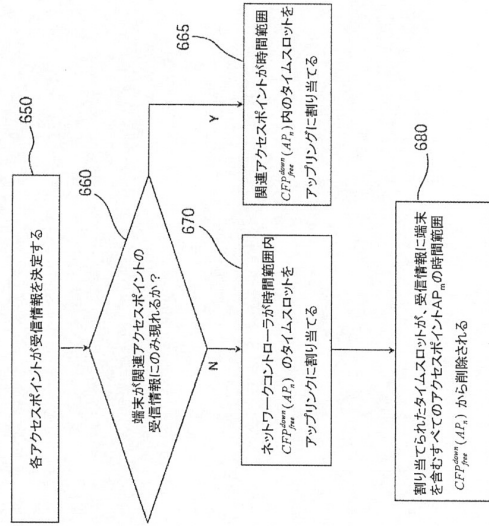 650
各アクセスポイントが受信情報を決定する
660
端末が関連アクセスポイントの
受信情報にのみ現れるか?
Y
N
665
関連アクセスポイントが時間範囲
CFP^{down}_{free}(AP_n) 内のタイムスロットを
アップリングに割り当てる
670
ネットワークコントローラが時間範囲内
CFP^{down}_{free}(AP_n) のタイムスロットを
アップリンクに割り当てる
680
割り当てられたタイムスロットが、受信情報に端末
を含むすべてのアクセスポイントAP_mの時間範囲
CFP^{down}_{free}(AP_n) から削除される